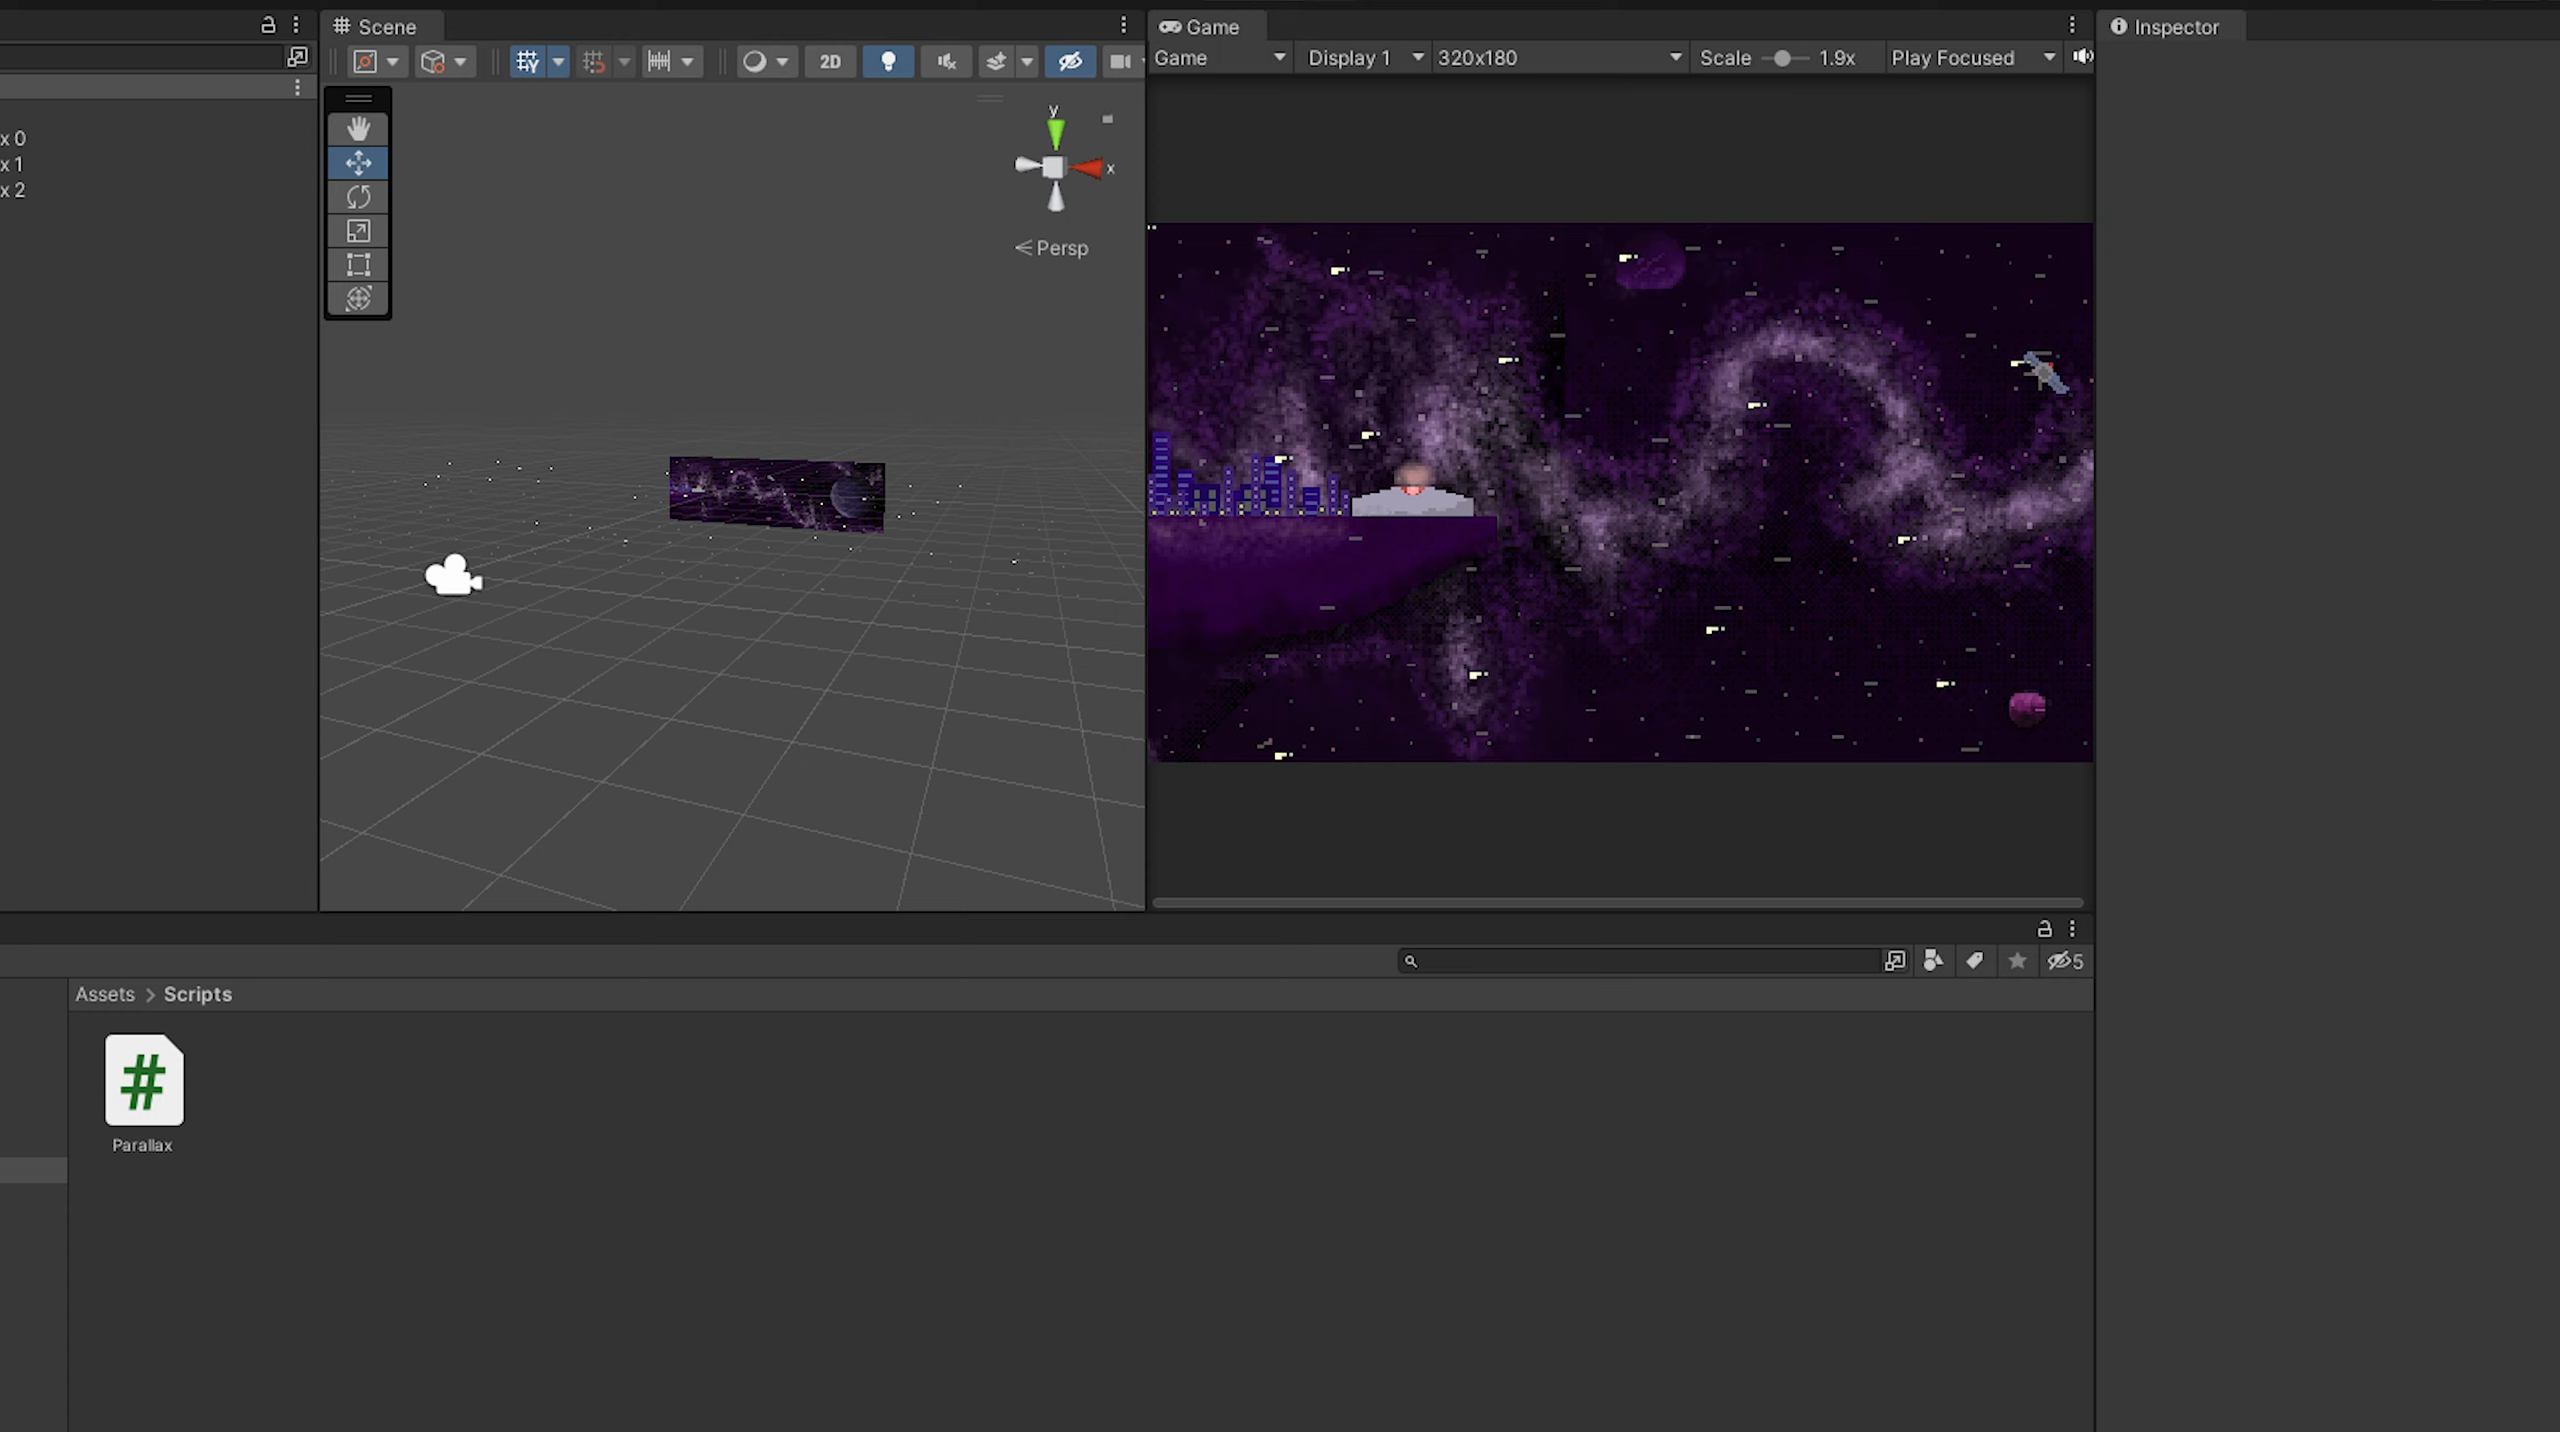 Scene
Game
Inspector
2D
Game
Display 1
320x180
Scale
1.9x
Play Focused
x 0
x 1
x 2
y
x
Persp
5
Assets > Scripts
#
Parallax